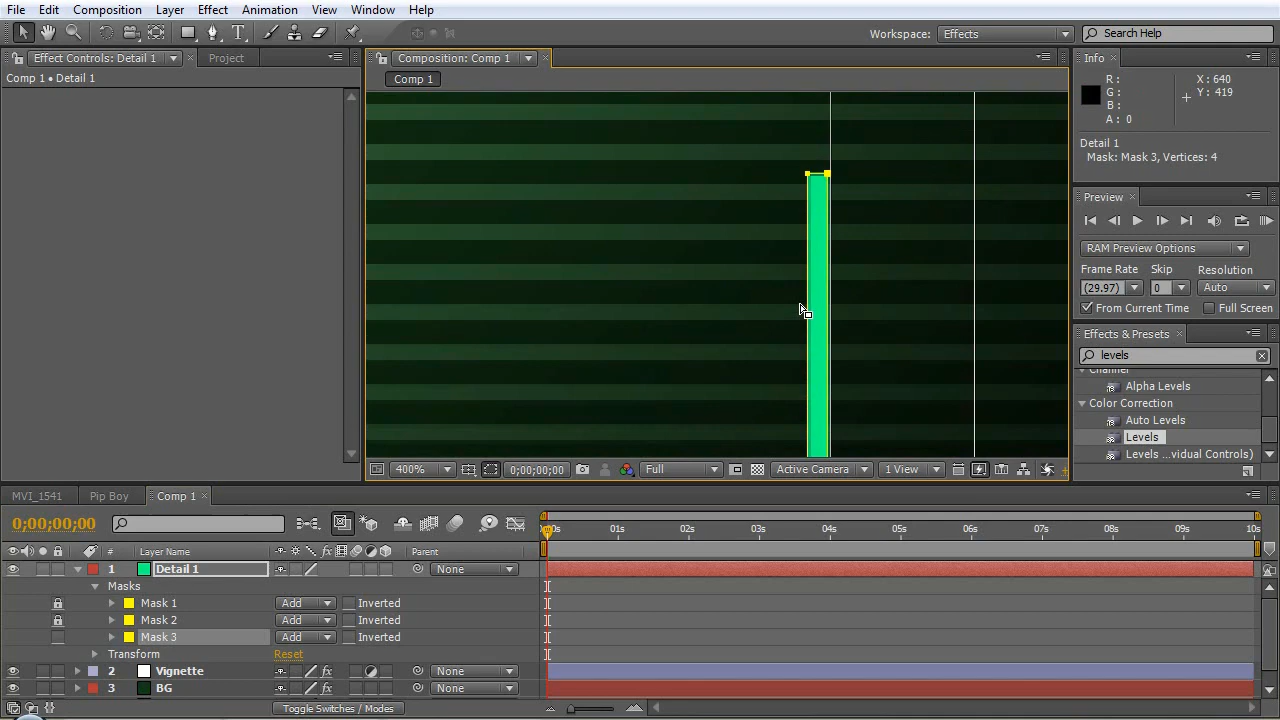 File Edit Composition Layer Effect Animation View Window Help
Workspace: Effects Search Help
Effect Controls: Detail 1 Project Composition: Comp 1 Info
Comp 1 • Detail 1 Comp 1
R : X : 640
G : Y : 419
B :
A : 0
Detail 1
Mask: Mask 3, Vertices: 4
Preview
RAM Preview Options
Frame Rate Skip Resolution
(29.97) 0 Auto
From Current Time Full Screen
Effects & Presets
levels
Channel
Alpha Levels
Color Correction
Auto Levels
Levels
Levels ...vidual Controls)
400% 0;00;00;00 Full Active Camera 1 View
MVI_1541 Pip Boy Comp 1
0;00;00;00
00s 01s 02s 03s 04s 05s 06s 07s 08s 09s 10s
# Layer Name fx Parent
1 Detail 1 None
Masks
Mask 1 Add Inverted
Mask 2 Add Inverted
Mask 3 Add Inverted
Transform Reset
2 Vignette fx None
3 BG fx None
Toggle Switches / Modes